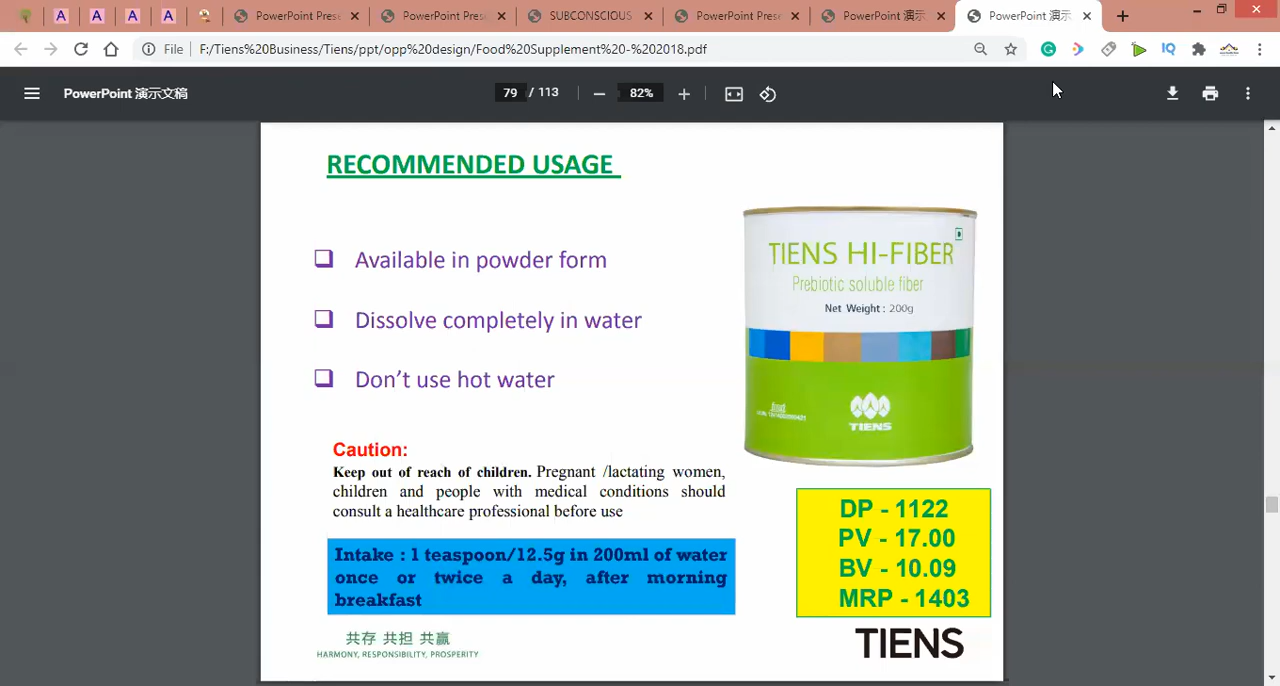 A
A
A
A
PowerPoint Prese
PowerPoint Prese
SUBCONSCIOUS
PowerPoint Prese
PowerPoint 演示
PowerPoint 演示
File
F:/Tiens%20Business/Tiens/ppt/opp%20design/Food%20Supplement%20-%202018.pdf
IQ
PowerPoint 演示文稿
79 / 113
82%
RECOMMENDED USAGE
Available in powder form
Dissolve completely in water
Don’t use hot water
TIENS HI-FIBER
Prebiotic soluble fiber
Net Weight : 200g
TIENS
Caution:
Keep out of reach of children. Pregnant /lactating women,
children and people with medical conditions should
consult a healthcare professional before use
Intake : 1 teaspoon/12.5g in 200ml of water
once or twice a day, after morning
breakfast
DP - 1122
PV - 17.00
BV - 10.09
MRP - 1403
共存 共担 共赢
HARMONY, RESPONSIBILITY, PROSPERITY
TIENS